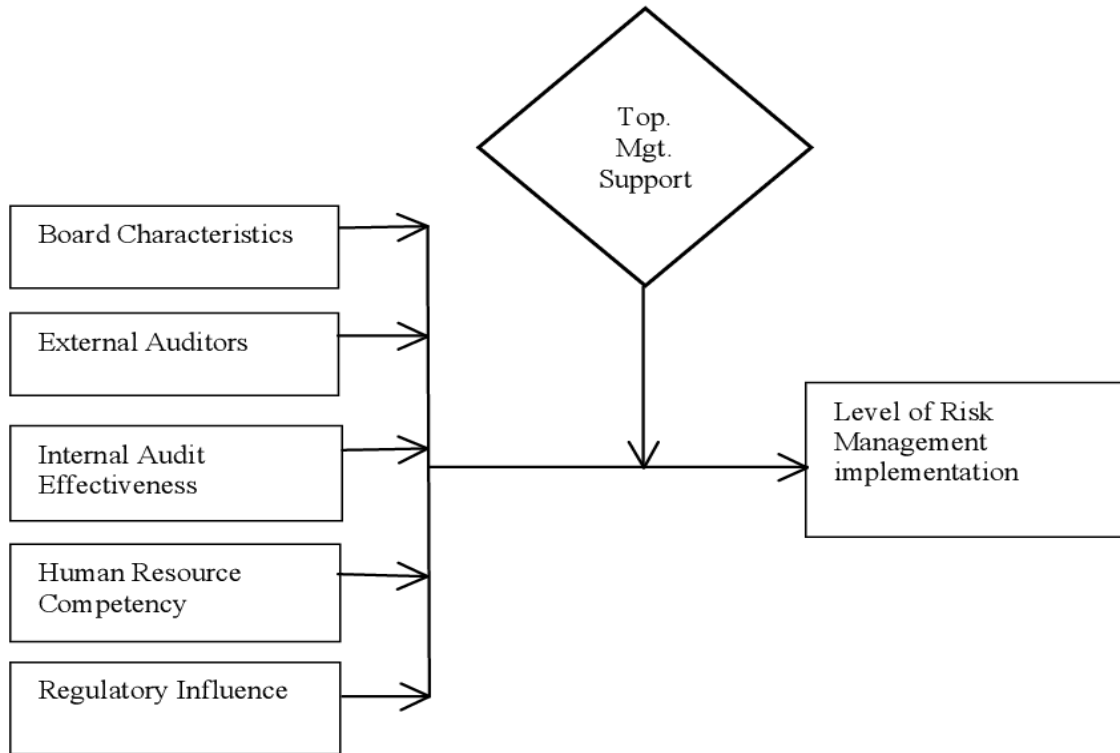 Top.
Mgt.
Support
Board Characteristics
External Auditors
Internal Audit
Effectiveness
Human Resource
Competency
Regulatory Influence
Level of Risk
Management
implementation